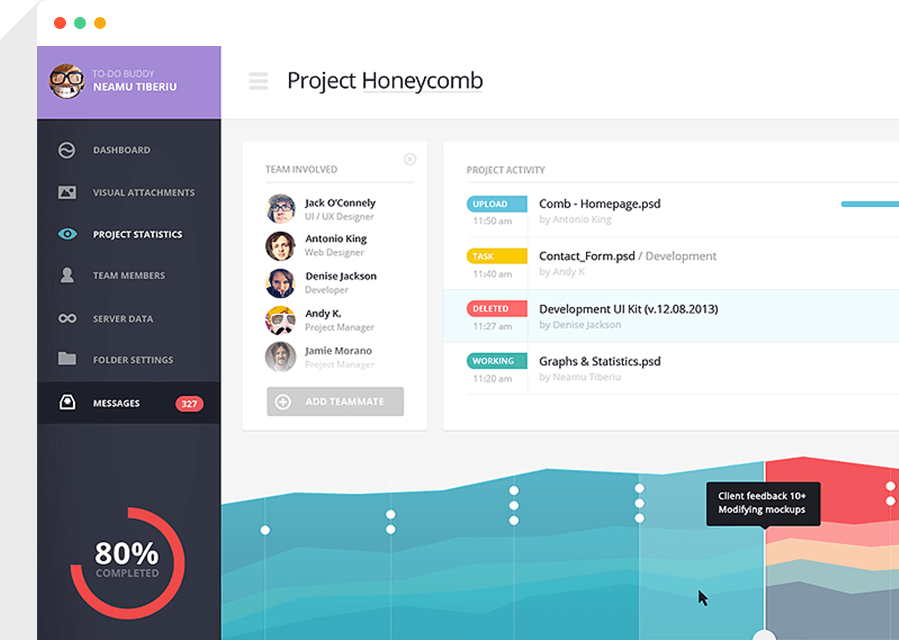 TO-DO BUDDY
NEAMU TIBERIU
Project Honeycomb
DASHBOARD
VISUAL ATTACHMENTS
PROJECT STATISTICS
TEAM MEMBERS
SERVER DATA
FOLDER SETTINGS
MESSAGES 327
80%
COMPLETED
TEAM INVOLVED
Jack O'Connely
UI / UX Designer
Antonio King
Web Designer
Denise Jackson
Developer
Andy K.
Project Manager
Jamie Morano
Project Manager
ADD TEAMMATE
PROJECT ACTIVITY
UPLOAD Comb - Homepage.psd
11:50 am by Antonio King
TASK Contact_Form.psd / Development
11:40 am by Andy K
DELETED Development UI Kit (v.12.08.2013)
11:27 am by Denise Jackson
WORKING Graphs & Statistics.psd
11:20 am by Neamu Tiberiu
Client feedback 10+
Modifying mockups